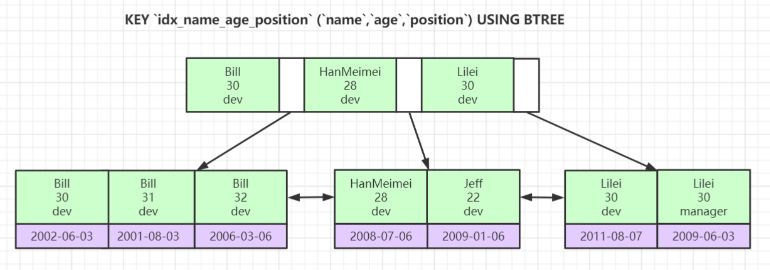 KEY `idx_name_age_position` (`name`,`age`,`position`) USING BTREE
Bill
30
dev
HanMeimei
28
dev
Lilei
30
dev
Bill
30
dev
2002-06-03
Bill
31
dev
2001-08-03
Bill
32
dev
2006-03-06
HanMeimei
28
dev
2008-07-06
Jeff
22
dev
2009-01-06
Lilei
30
dev
2011-08-07
Lilei
30
manager
2009-06-03